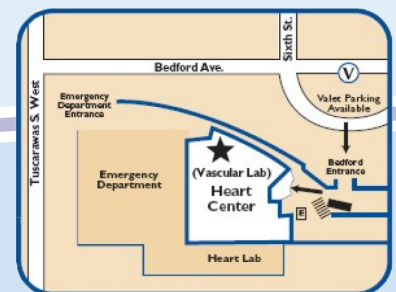 Sixth St.
Bedford Ave.
V
Valet Parking
Available
Tuscarawas S. West
Emergency
Department
Entrance
Bedford
Entrance
Emergency
Department
(Vascular Lab)
Heart
Center
E
Heart Lab